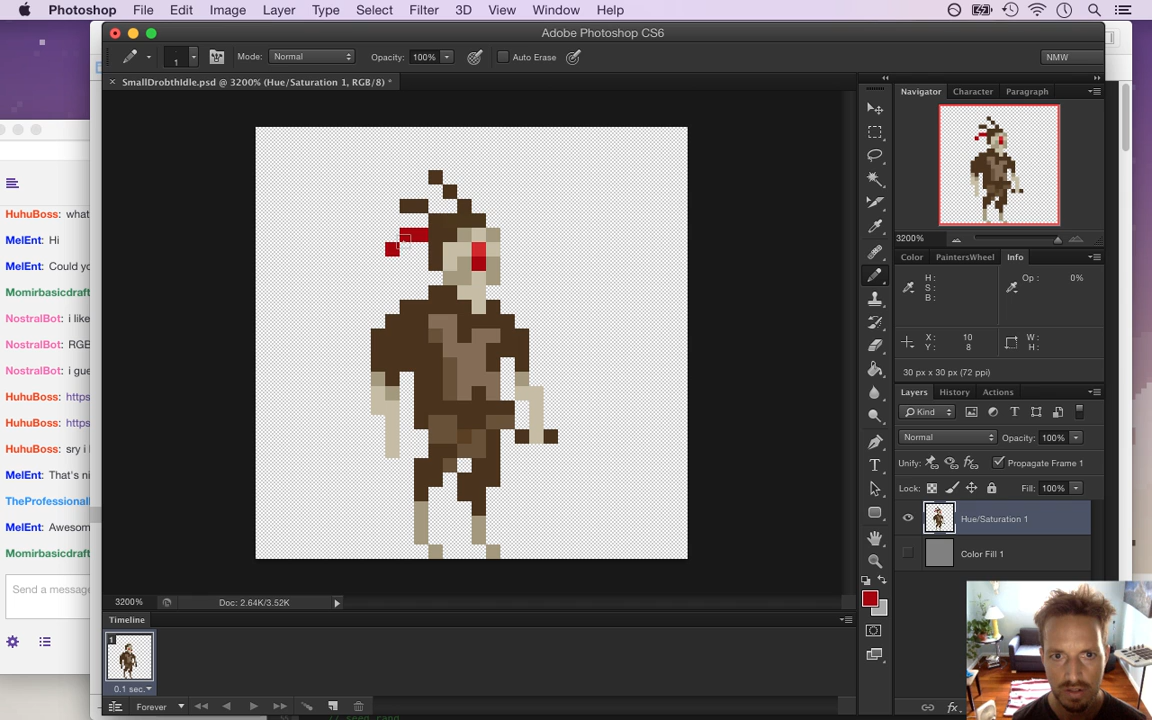 Photoshop File Edit Image Layer Type Select Filter 3D View Window Help
Adobe Photoshop CS6
1 Mode: Normal Opacity: 100% Auto Erase NMW
SmallDrobthIdle.psd @ 3200% (Hue/Saturation 1, RGB/8) *
Navigator Character Paragraph
3200%
Color PaintersWheel Info
H: Op: 0%
S:
B:
X: 10 W:
Y: 8 H:
30 px x 30 px (72 ppi)
Layers History Actions
Kind
Normal Opacity: 100%
Unify: Propagate Frame 1
Lock: Fill: 100%
Hue/Saturation 1
Color Fill 1
HuhuBoss: what
MelEnt: Hi
MelEnt: Could yo
Momirbasicdraft
NostralBot: i like
NostralBot: RGB
NostralBot: i gue
HuhuBoss: https
HuhuBoss: https
HuhuBoss: sry i l
MelEnt: That's ni
TheProfessional
MelEnt: Awesom
Momirbasicdraft
Send a message
3200% Doc: 2.64K/3.52K
Timeline
1
0.1 sec.
Forever
// seed rand